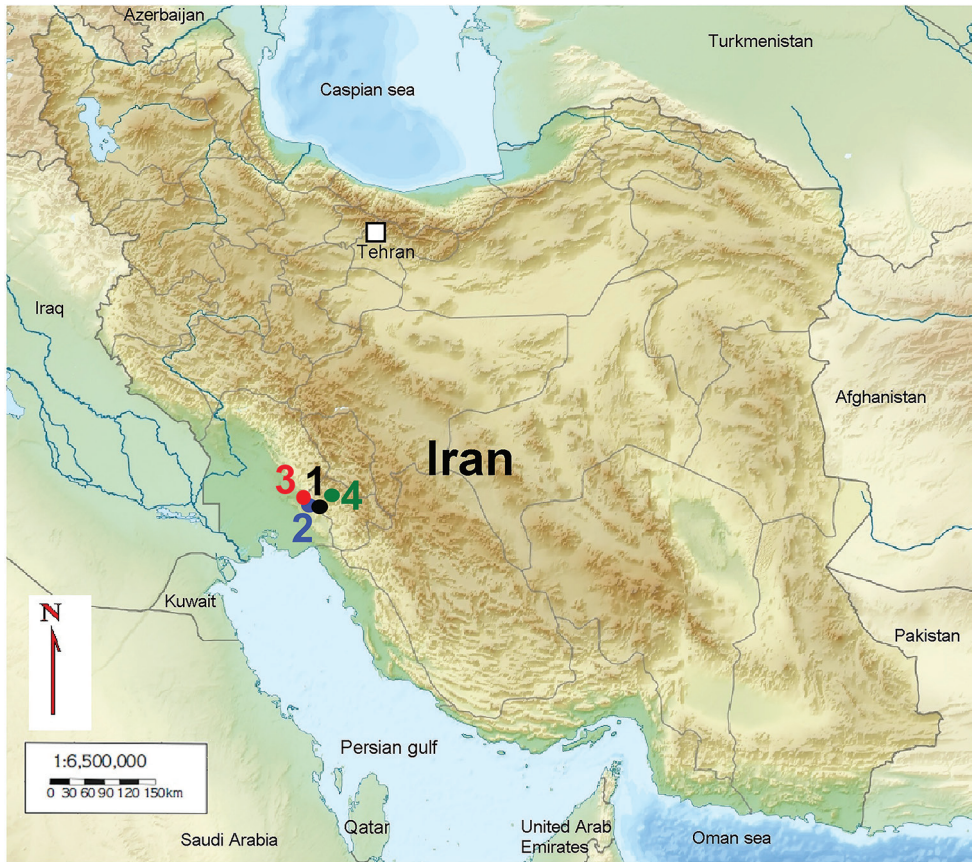 Azerbaijan
Turkmenistan
Caspian sea
Tehran
Iraq
Afghanistan
Iran
3
1
4
2
Kuwait
N
Pakistan
Persian gulf
1:6,500,000
0 30 60 90 120 150km
Saudi Arabia
Qatar
United Arab
Emirates
Oman sea